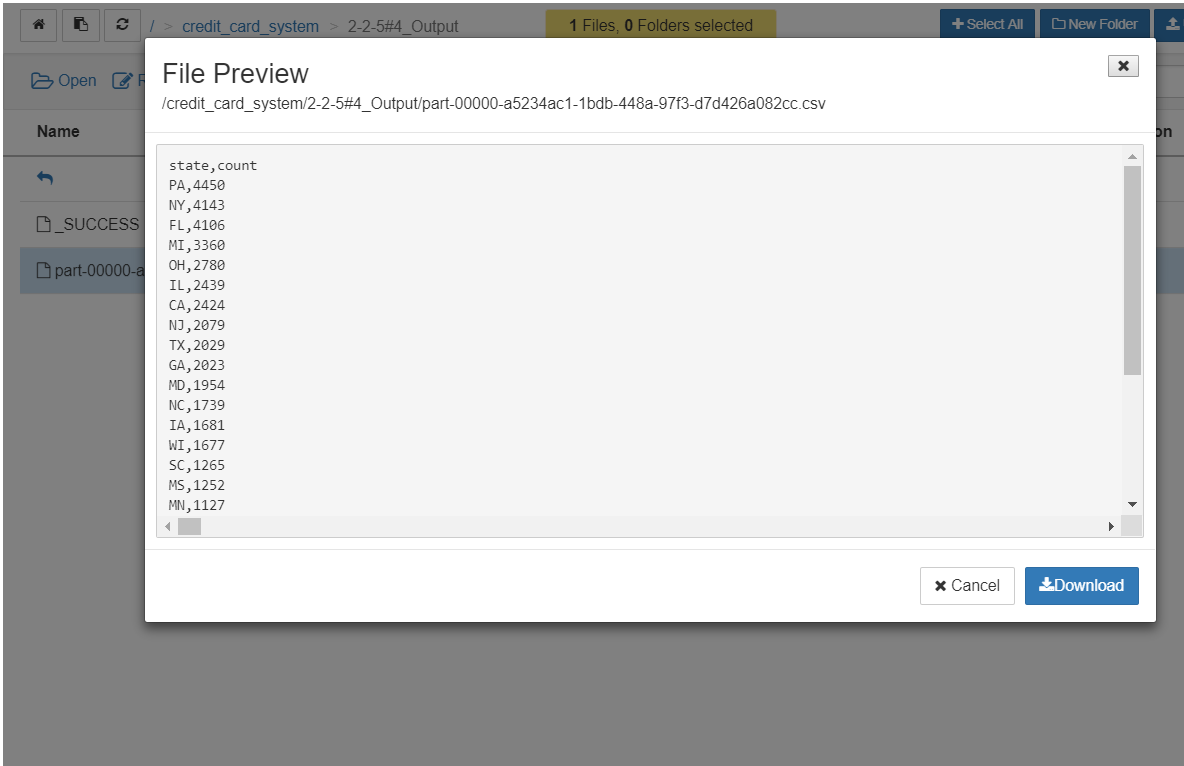 / > credit_card_system > 2-2-5#4_Output
1 Files, 0 Folders selected
Select All
New Folder
Open
Name
_SUCCESS
part-00000-a
File Preview
/credit_card_system/2-2-5#4_Output/part-00000-a5234ac1-1bdb-448a-97f3-d7d426a082cc.csv
state,count
PA,4450
NY,4143
FL,4106
MI,3360
OH,2780
IL,2439
CA,2424
NJ,2079
TX,2029
GA,2023
MD,1954
NC,1739
IA,1681
WI,1677
SC,1265
MS,1252
MN,1127
Cancel
Download